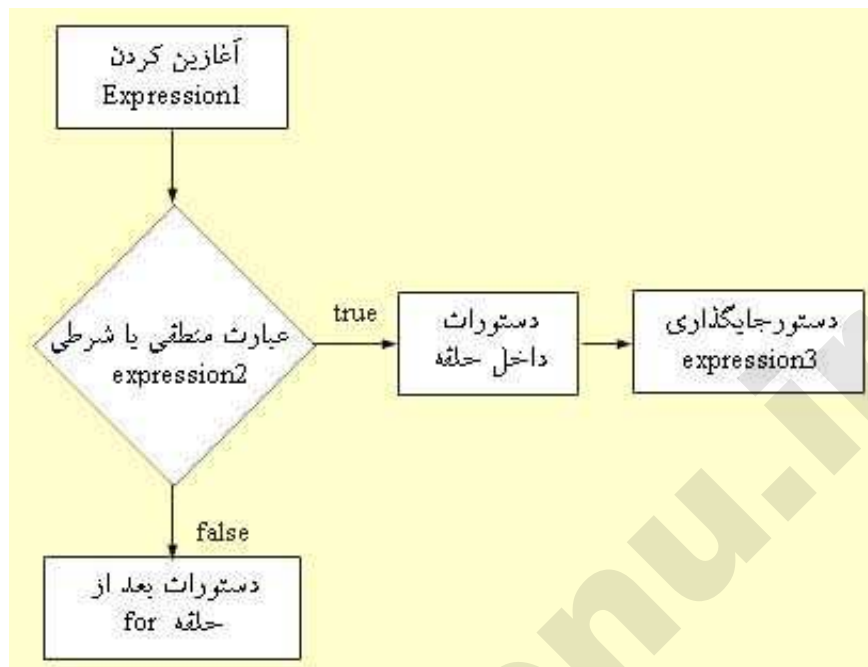 آغازین کردن
Expression1
عبارت منطقی یا شرطی
expression2
true
دستورات
داخل حلقه
دستورجایگذاری
expression3
false
دستورات بعد از
حلقه for
nu.i